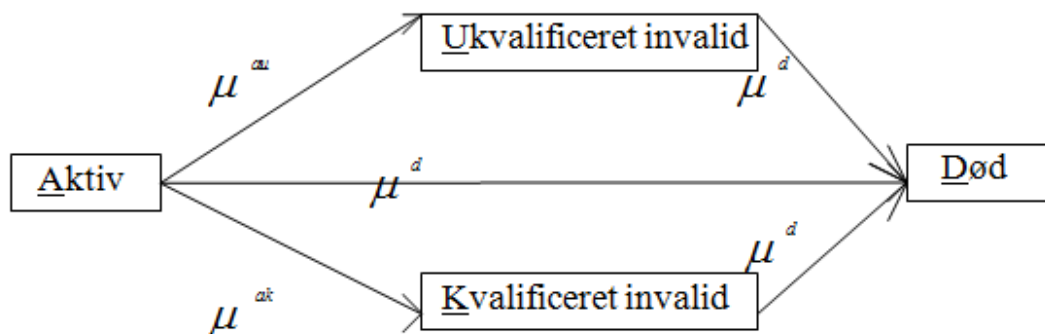 Ukvalificeret invalid
μ au
μ d
Aktiv
μ d
Død
μ d
Kvalificeret invalid
μ ak